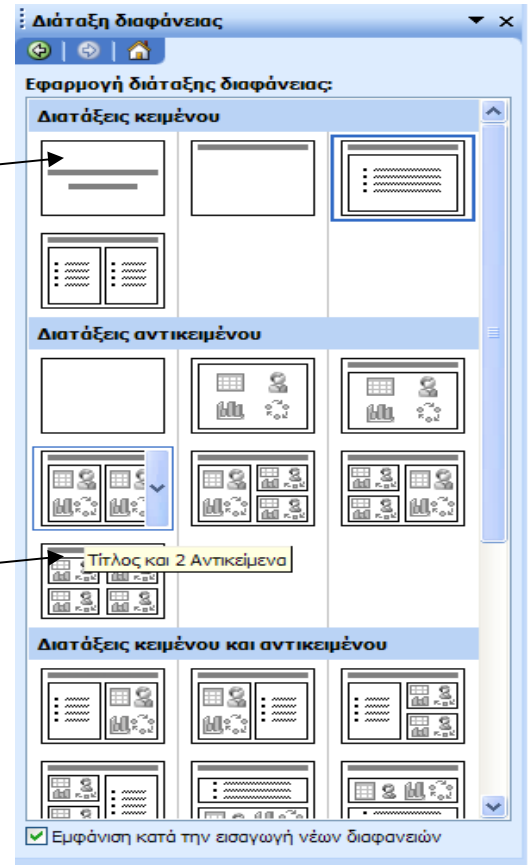 Διάταξη διαφάνειας
Εφαρμογή διάταξης διαφάνειας:
Διατάξεις κειμένου
Διατάξεις αντικειμένου
Τίτλος και 2 Αντικείμενα
Διατάξεις κειμένου και αντικειμένου
Εμφάνιση κατά την εισαγωγή νέων διαφανειών